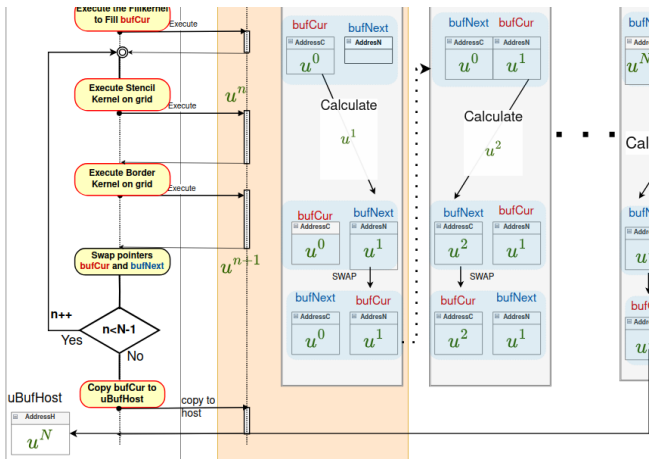 Execute the Fillkernel
to Fill bufCur
Execute
Execute Stencil
Kernel on grid
Execute
Execute Border
Kernel on grid
Execute
Swap pointers
bufCur and bufNext
n++
Yes
n<N-1
No
Copy bufCur to
uBufHost
copy to
host
uBufHost
AddressH
u^N
u^n
u^{n+1}
bufCur
bufNext
AddressC
AddresN
u^0
Calculate
u^1
bufCur
bufNext
AddressC
AddresN
u^0
u^1
SWAP
bufNext
bufCur
AddressC
AddresN
u^0
u^1
bufNext
bufCur
AddressC
AddresN
u^0
u^1
Calculate
u^2
bufNext
bufCur
AddressC
AddresN
u^2
u^1
SWAP
bufCur
bufNext
AddressC
AddresN
u^2
u^1